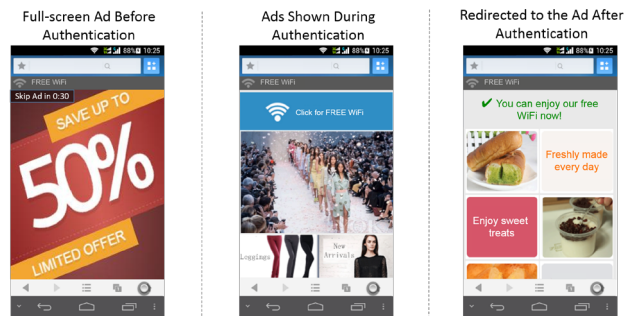 Full-screen Ad Before
Authentication
88% 10:25
FREE WiFi
Skip Ad in 0:30
SAVE UP TO
50%
LIMITED OFFER
Ads Shown During
Authentication
88% 10:25
FREE WiFi
Click for FREE WiFi
Leggings
New
Arrivals
Redirected to the Ad After
Authentication
88% 10:25
FREE WiFi
You can enjoy our free
WiFi now!
Freshly made
every day
Enjoy sweet
treats